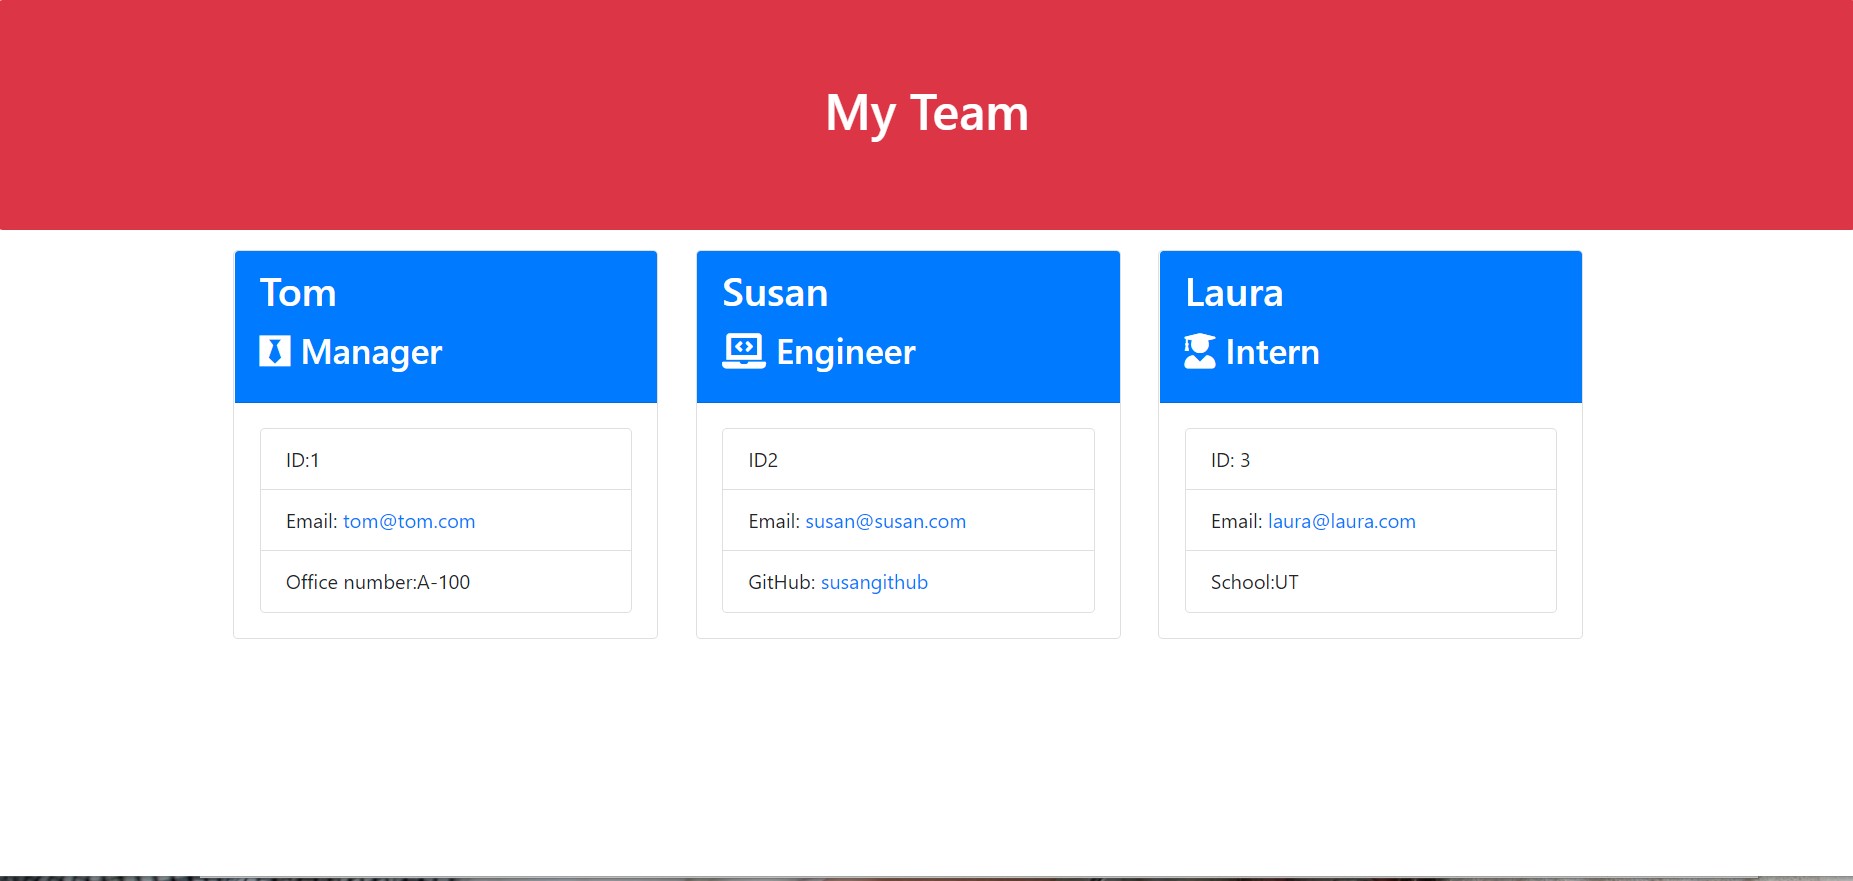 My Team
Tom
Manager
ID:1
Email: tom@tom.com
Office number:A-100
Susan
Engineer
ID2
Email: susan@susan.com
GitHub: susangithub
Laura
Intern
ID: 3
Email: laura@laura.com
School:UT